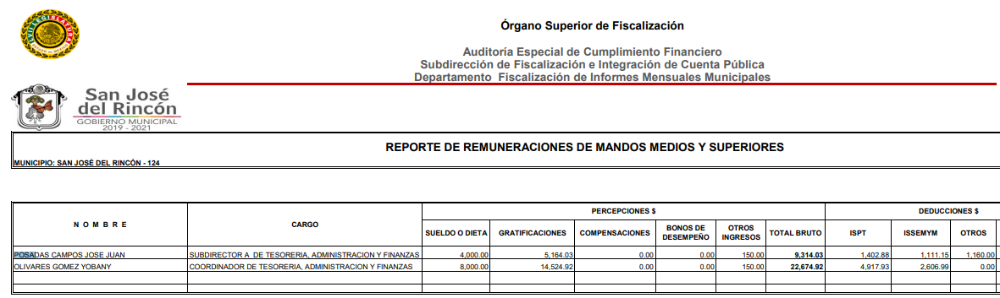 Órgano Superior de Fiscalización
Auditoría Especial de Cumplimiento Financiero
Subdirección de Fiscalización e Integración de Cuenta Pública
Departamento Fiscalización de Informes Mensuales Municipales
San José
del Rincón
GOBIERNO MUNICIPAL
2019 - 2021
REPORTE DE REMUNERACIONES DE MANDOS MEDIOS Y SUPERIORES
MUNICIPIO: SAN JOSÉ DEL RINCÓN - 124
N O M B R E CARGO PERCEPCIONES $ DEDUCCIONES $
SUELDO O DIETA GRATIFICACIONES COMPENSACIONES BONOS DE DESEMPEÑO OTROS INGRESOS TOTAL BRUTO ISPT ISSEMYM OTROS
POSADAS CAMPOS JOSE JUAN SUBDIRECTOR A DE TESORERIA, ADMINISTRACION Y FINANZAS 4,000.00 5,164.03 0.00 0.00 150.00 9,314.03 1,402.88 1,111.15 1,160.00
OLIVARES GOMEZ YOBANY COORDINADOR DE TESORERIA, ADMINISTRACION Y FINANZAS 8,000.00 14,524.92 0.00 0.00 150.00 22,674.92 4,917.93 2,606.99 0.00